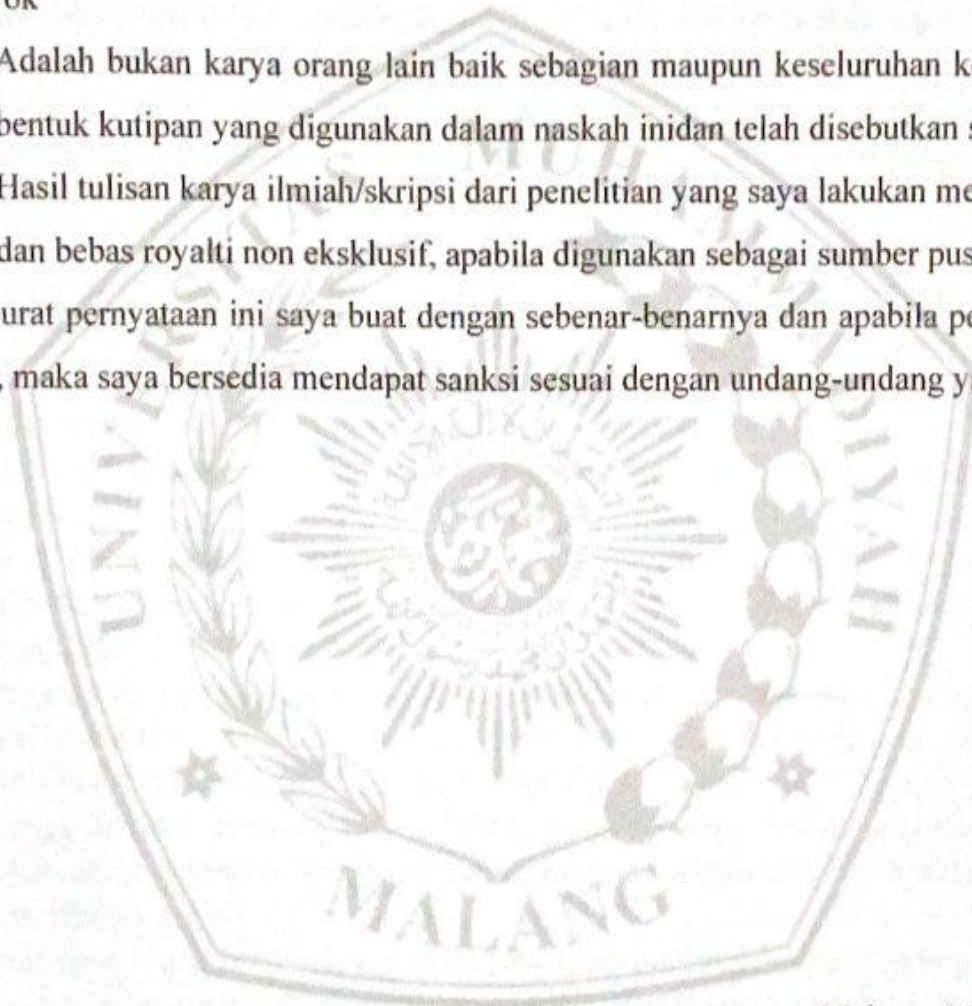 Adalah bukan karya orang lain baik sebagian maupun keseluruhan
bentuk kutipan yang digunakan dalam naskah inidan telah disebutkan
Hasil tulisan karya ilmiah/skripsi dari penelitian yang saya lakukan
dan bebas royalti non eksklusif, apabila digunakan sebagai sumber
urat pernyataan ini saya buat dengan sebenar-benarnya dan apabila
, maka saya bersedia mendapat sanksi sesuai dengan undang-undang
UNIVERSITAS MUHAMMADIYAH
MALANG